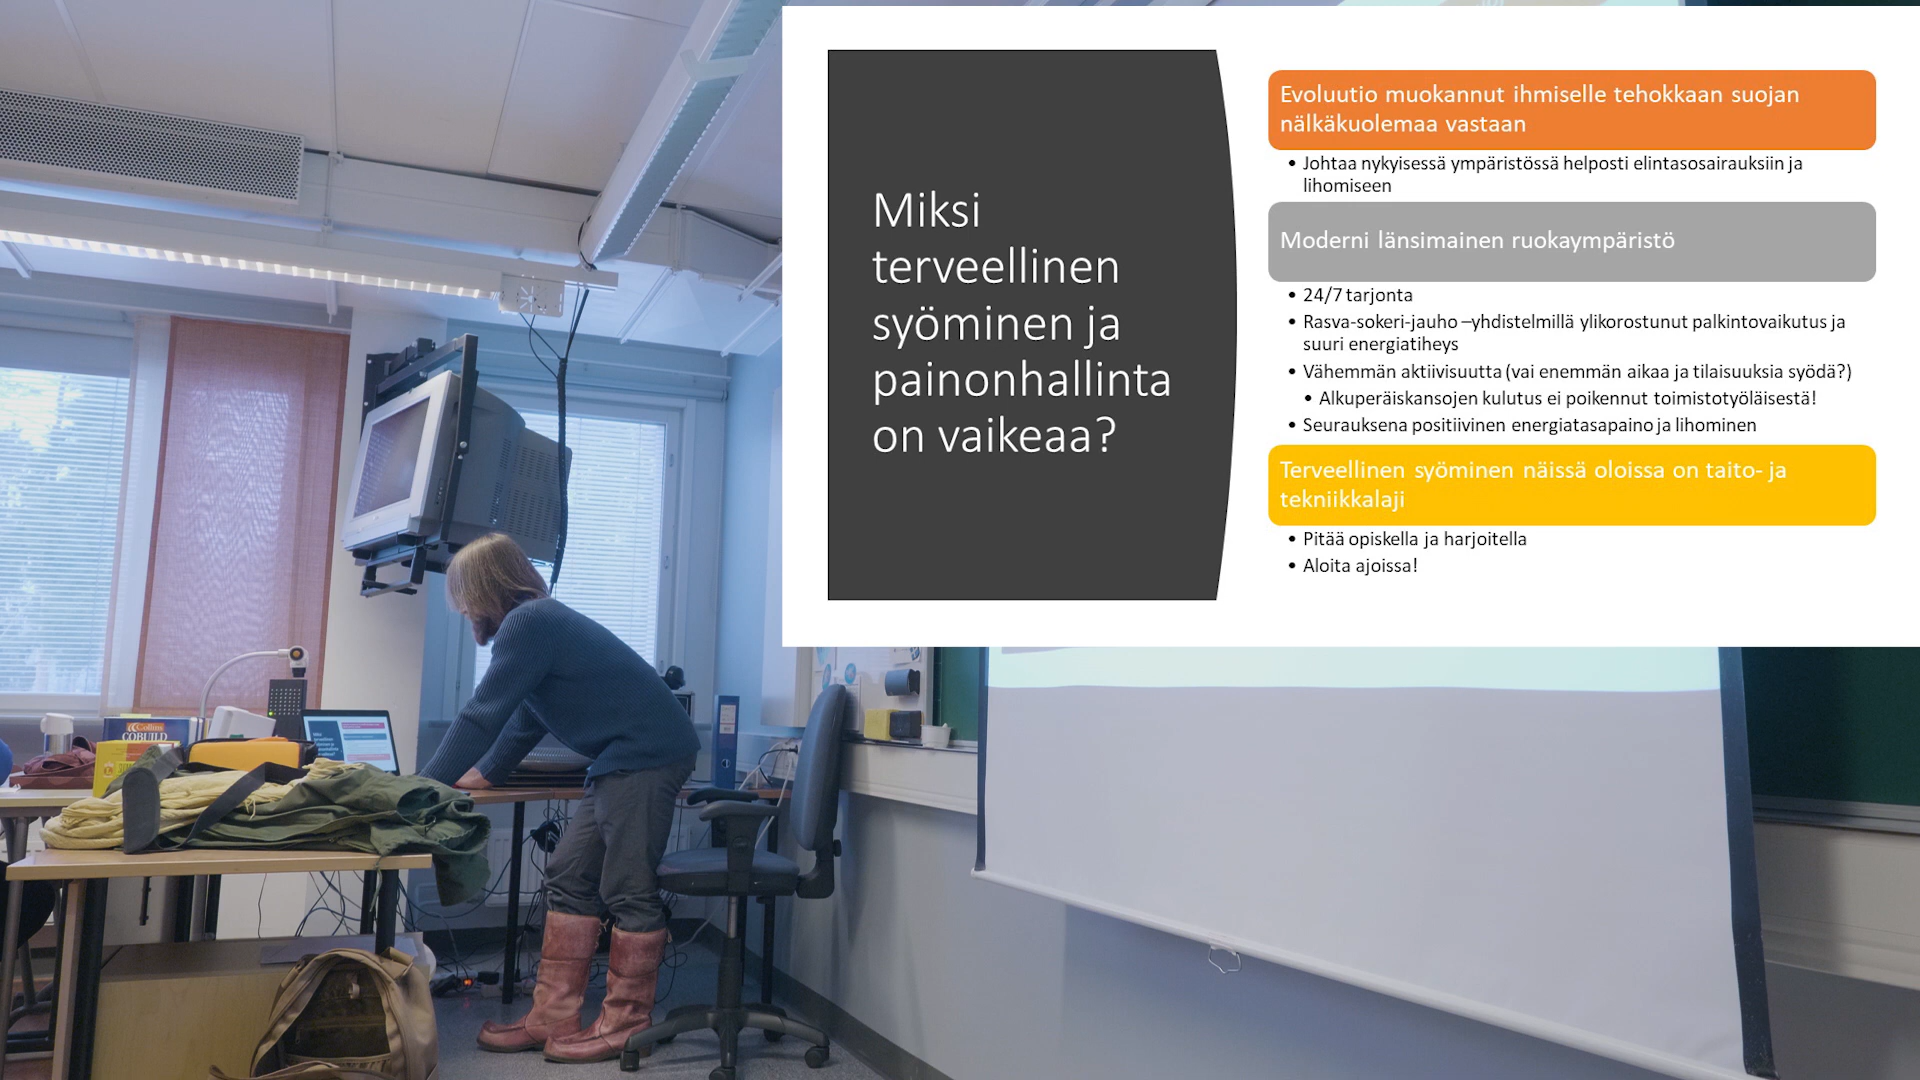 Miksi
terveellinen
syöminen ja
painonhallinta
on vaikeaa?
Evoluutio muokannut ihmiselle tehokkaan suojan
nälkäkuolemaa vastaan
• Johtaa nykyisessä ympäristössä helposti elintasosairauksiin ja
lihomiseen
Moderni länsimainen ruokaympäristö
• 24/7 tarjonta
• Rasva-sokeri-jauho –yhdistelmillä ylikorostunut palkintovaikutus ja
suuri energiatiheys
• Vähemmän aktiivisuutta (vai enemmän aikaa ja tilaisuuksia syödä?)
• Alkuperäiskansojen kulutus ei poikennut toimistotyöläisestä!
• Seurauksena positiivinen energiatasapaino ja lihominen
Terveellinen syöminen näissä oloissa on taito- ja
tekniikkalaji
• Pitää opiskella ja harjoitella
• Aloita ajoissa!
Collins
COBUILD